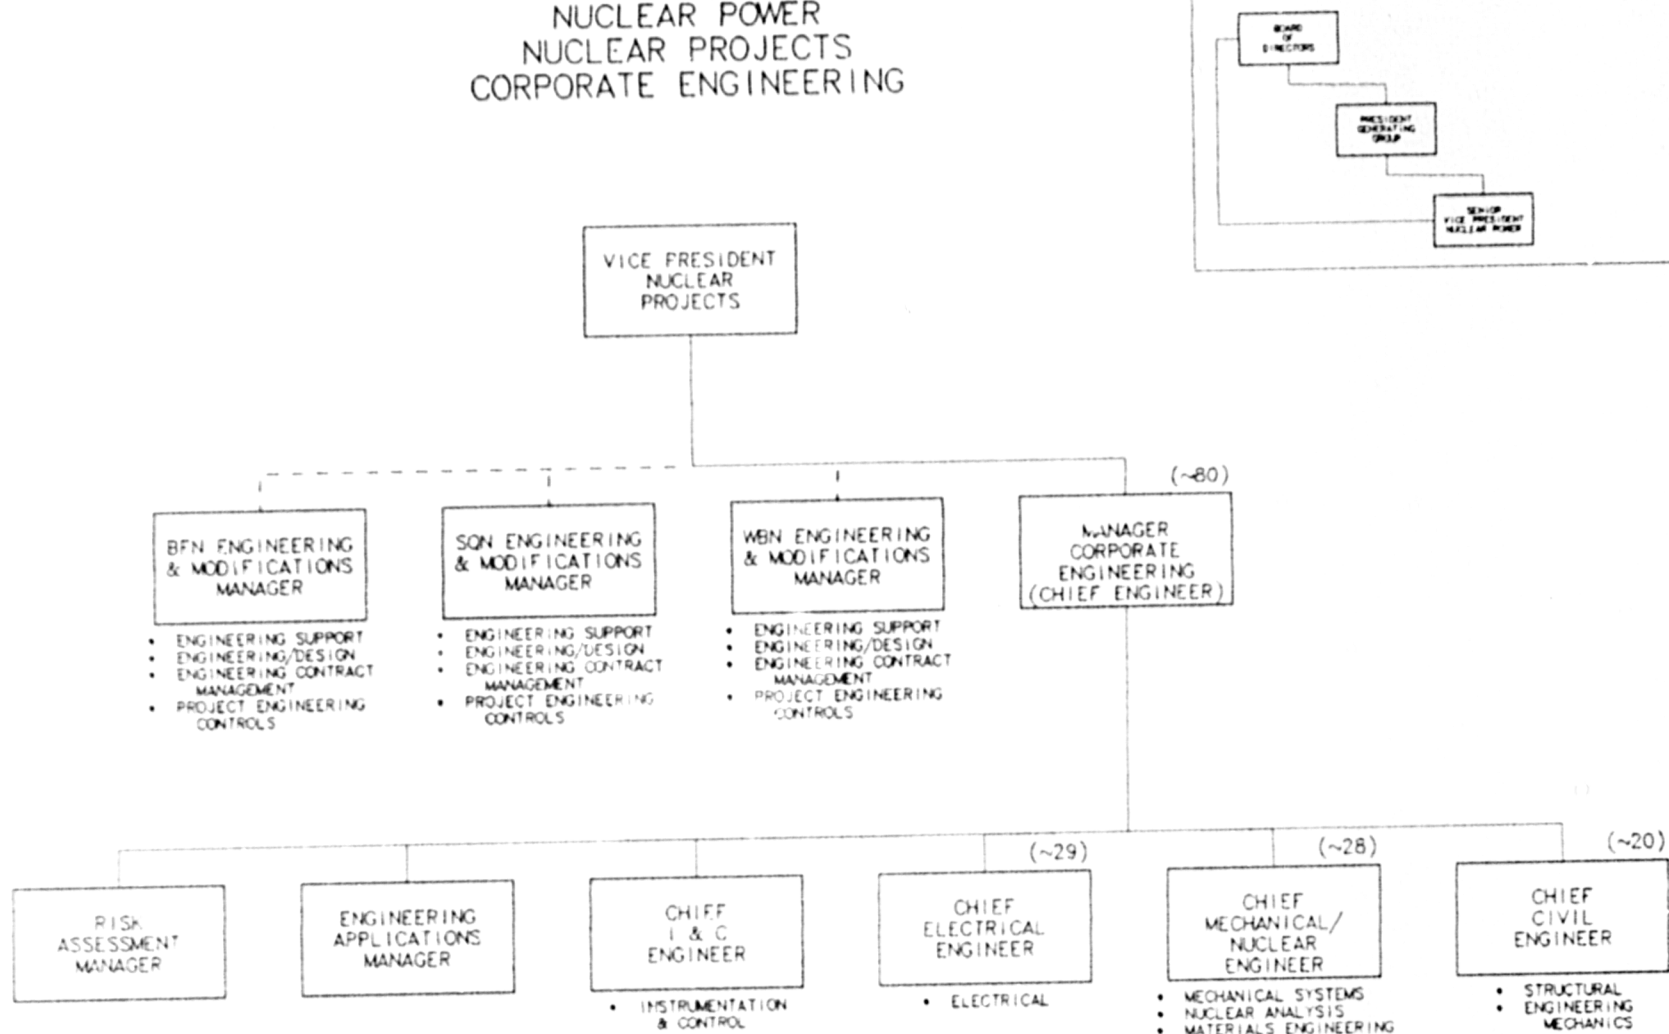 NUCLEAR POWER
NUCLEAR PROJECTS
CORPORATE ENGINEERING
BOARD
OF
DIRECTORS
PRESIDENT
GENERATING
GROUP
SENIOR
VICE PRESIDENT
NUCLEAR POWER
VICE PRESIDENT
NUCLEAR
PROJECTS
BFN ENGINEERING
& MODIFICATIONS
MANAGER
• ENGINEERING SUPPORT
• ENGINEERING/DESIGN
• ENGINEERING CONTRACT
MANAGEMENT
• PROJECT ENGINEERING
CONTROLS
SQN ENGINEERING
& MODIFICATIONS
MANAGER
• ENGINEERING SUPPORT
• ENGINEERING/DESIGN
• ENGINEERING CONTRACT
MANAGEMENT
• PROJECT ENGINEERING
CONTROLS
WBN ENGINEERING
& MODIFICATIONS
MANAGER
• ENGINEERING SUPPORT
• ENGINEERING/DESIGN
• ENGINEERING CONTRACT
MANAGEMENT
• PROJECT ENGINEERING
CONTROLS
(~80)
MANAGER
CORPORATE
ENGINEERING
(CHIEF ENGINEER)
RISK
ASSESSMENT
MANAGER
ENGINEERING
APPLICATIONS
MANAGER
CHIEF
I & C
ENGINEER
• INSTRUMENTATION
& CONTROL
(~29)
CHIEF
ELECTRICAL
ENGINEER
• ELECTRICAL
(~28)
CHIEF
MECHANICAL/
NUCLEAR
ENGINEER
• MECHANICAL SYSTEMS
• NUCLEAR ANALYSIS
• MATERIALS ENGINEERING
(~20)
CHIEF
CIVIL
ENGINEER
• STRUCTURAL
• ENGINEERING
MECHANICS